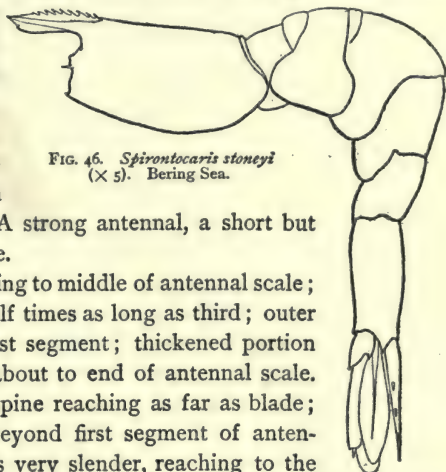 FIG. 46. Spirontocaris stoneyi
(× 5). Bering Sea.
A strong antennal, a short but
e.
ing to middle of antennal scale;
lf times as long as third; outer
st segment; thickened portion
about to end of antennal scale.
pine reaching as far as blade;
eyond first segment of anten-
s very slender, reaching to the